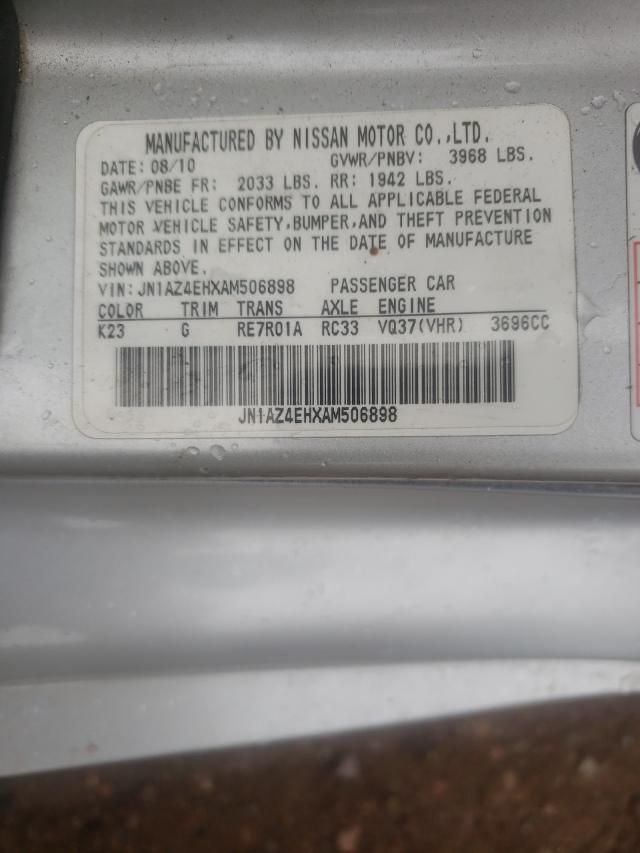 MANUFACTURED BY NISSAN MOTOR CO.,LTD.
DATE: 08/10 GVWR/PNBV: 3968 LBS.
GAWR/PNBE FR: 2033 LBS. RR: 1942 LBS.
THIS VEHICLE CONFORMS TO ALL APPLICABLE FEDERAL
MOTOR VEHICLE SAFETY,BUMPER,AND THEFT PREVENTION
STANDARDS IN EFFECT ON THE DATE OF MANUFACTURE
SHOWN ABOVE.
VIN: JN1AZ4EHXAM506898 PASSENGER CAR
COLOR TRIM TRANS AXLE ENGINE
K23 G RE7R01A RC33 VQ37(VHR) 3696CC
JN1AZ4EHXAM506898